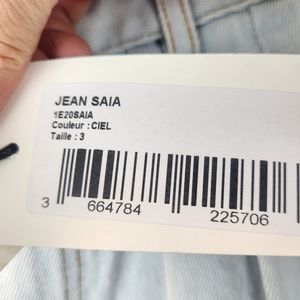 JEAN SAIA
1E20SAIA
Couleur : CIEL
Taille : 3
3 664784 225706